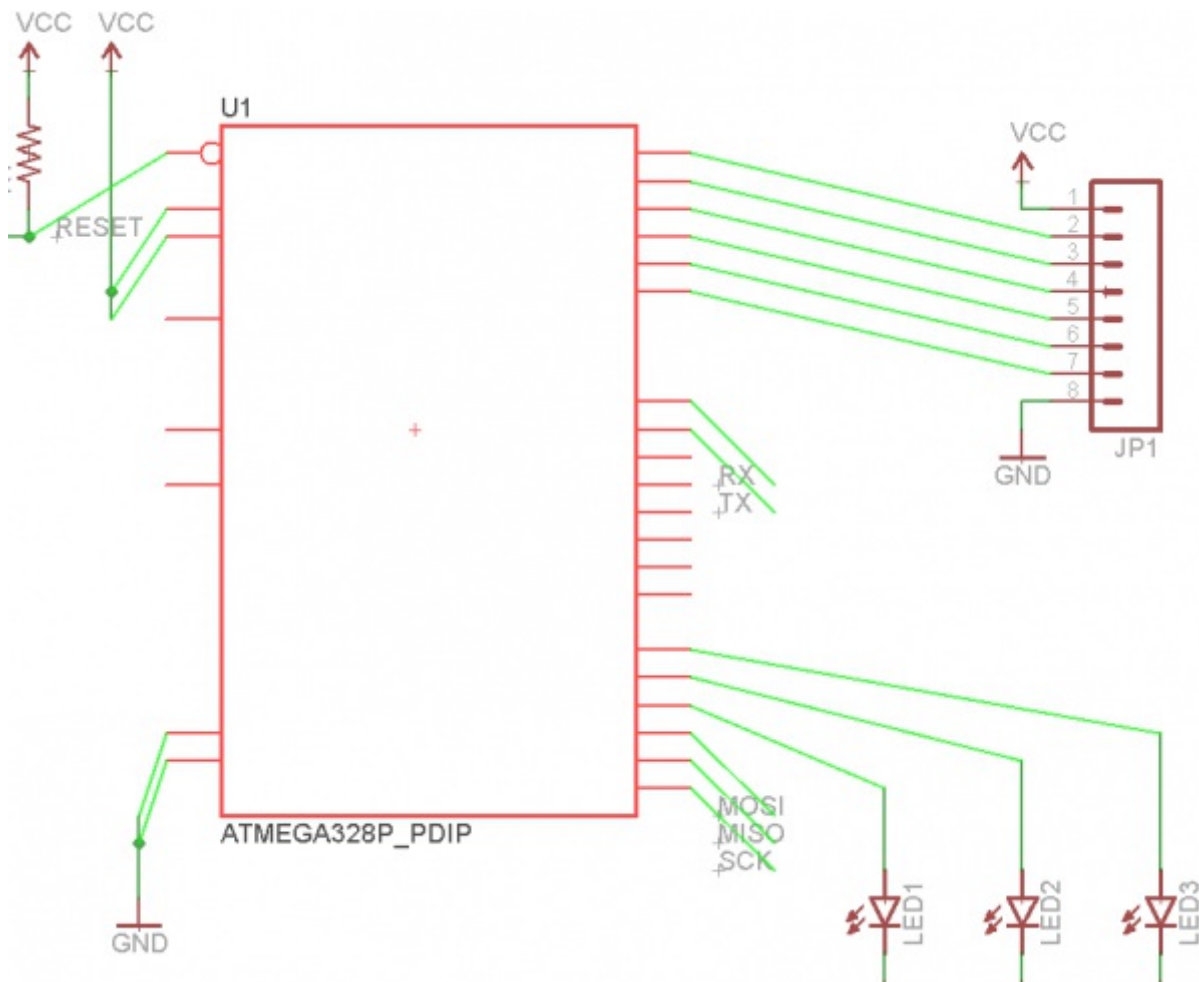 VCC VCC
U1
VCC
RESET
1
2
3
4
5
6
7
8
JP1
GND
RX
TX
MOSI
MISO
SCK
ATMEGA328P_PDIP
LED1
LED2
LED3
GND